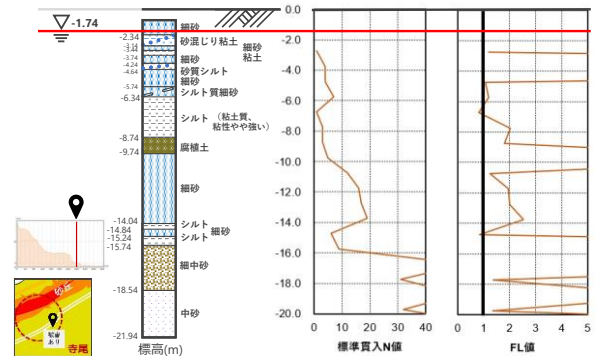 -1.74
細砂
-2.34
砂混じり粘土
細砂
粘土
-3.74
細砂
-4.24
砂質シルト
-4.64
細砂
-5.74
シルト質細砂
-6.34
シルト (粘土質、
粘性やや強い)
-8.74
腐植土
-9.74
細砂
-14.04
シルト
-14.84
細砂
-15.24
シルト
-15.74
細中砂
-18.54
中砂
-21.94
標高(m)
砂丘
寺尾
0.0
-2.0
-4.0
-6.0
-8.0
-10.0
-12.0
-14.0
-16.0
-18.0
-20.0
0 10 20 30 40
標準貫入N値
0 1 2 3 4 5
FL値